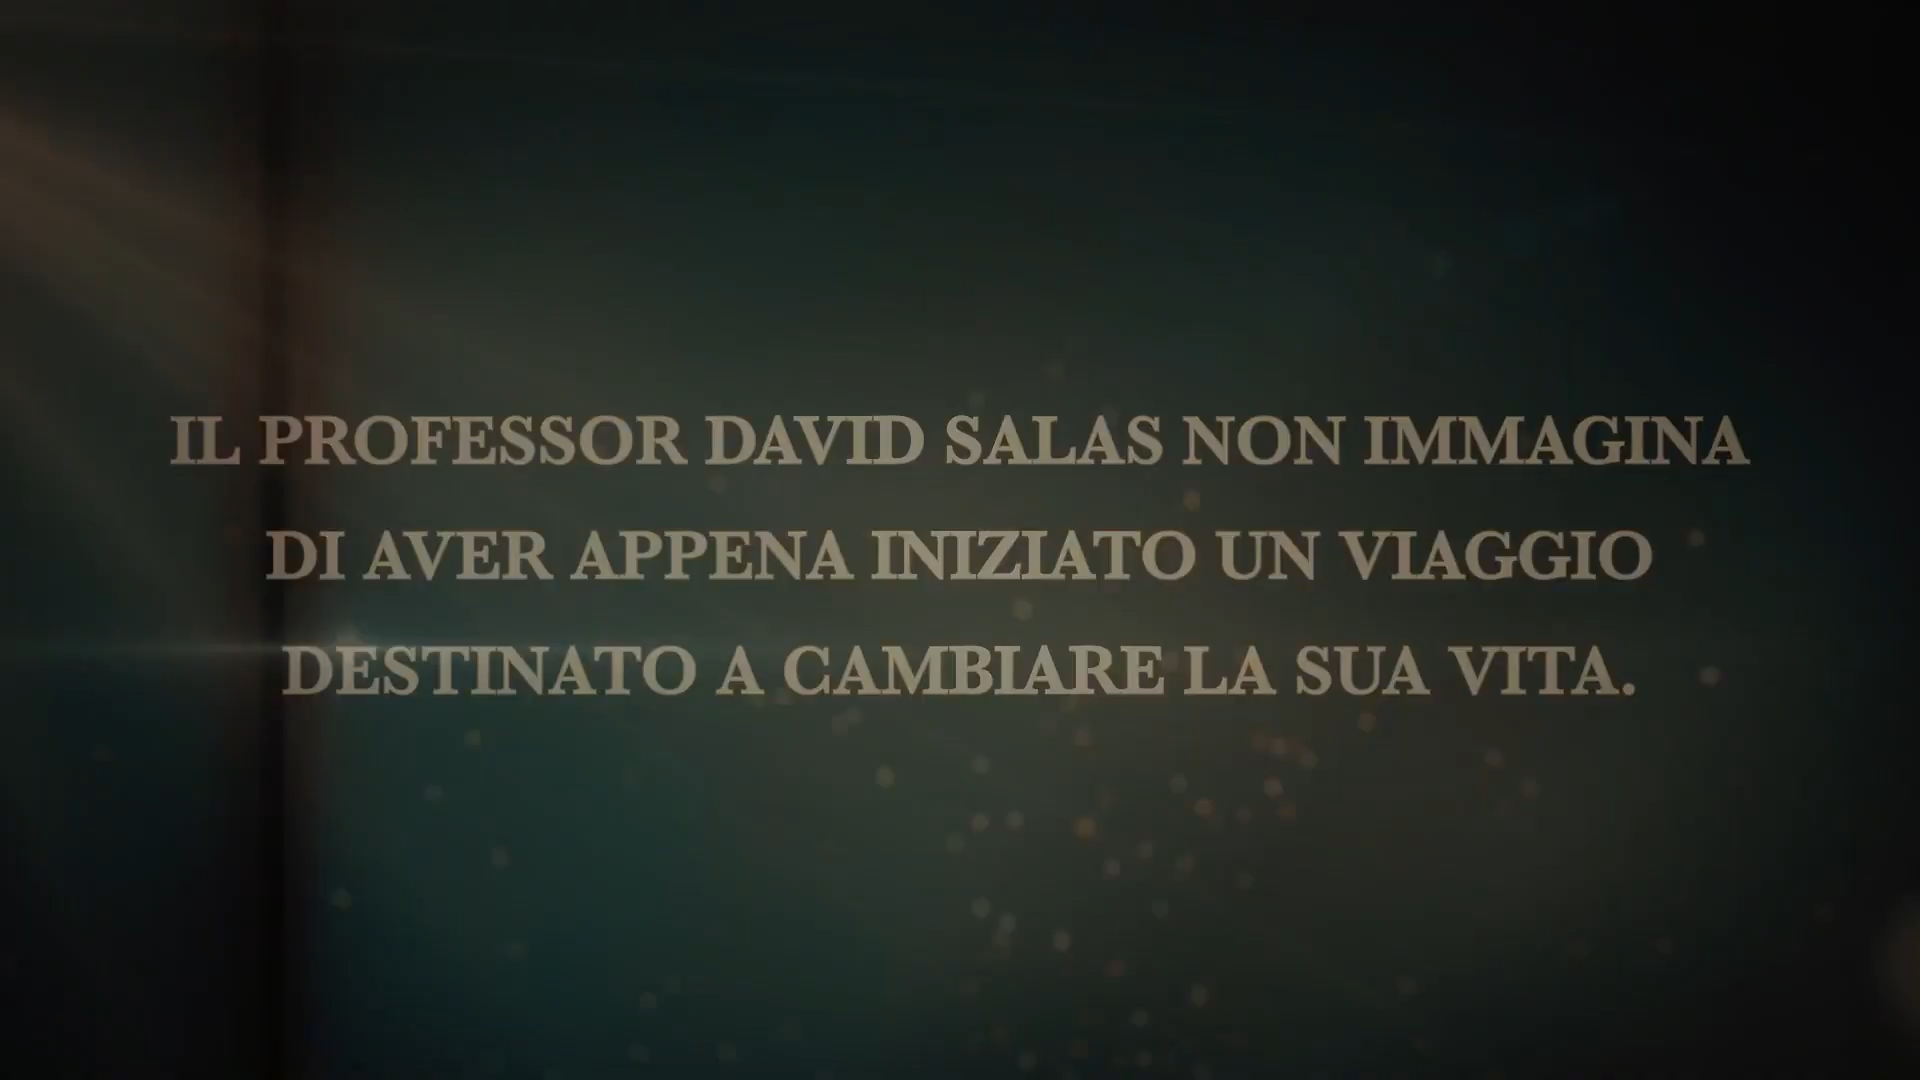 IL PROFESSOR DAVID SALAS NON IMMAGINA
DI AVER APPENA INIZIATO UN VIAGGIO
DESTINATO A CAMBIARE LA SUA VITA.